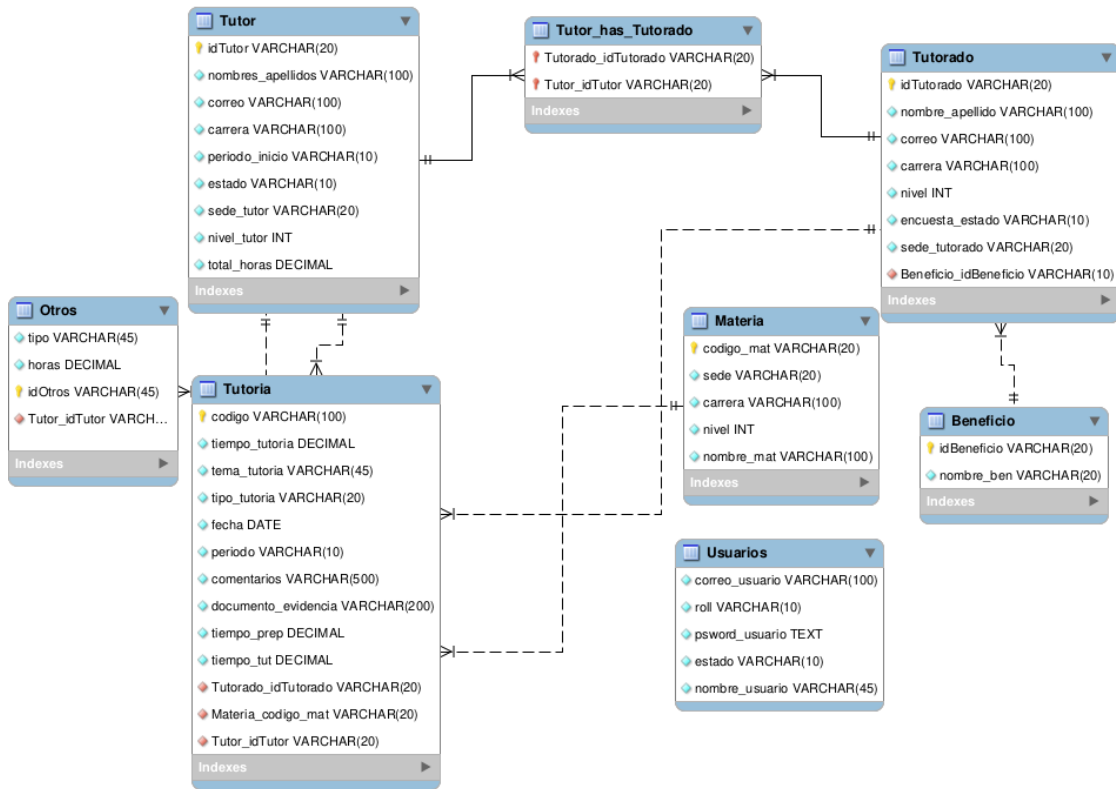 Tutor
idTutor VARCHAR(20)
nombres_apellidos VARCHAR(100)
correo VARCHAR(100)
carrera VARCHAR(100)
periodo_inicio VARCHAR(10)
estado VARCHAR(10)
sede_tutor VARCHAR(20)
nivel_tutor INT
total_horas DECIMAL
Indexes
Tutor_has_Tutorado
Tutorado_idTutorado VARCHAR(20)
Tutor_idTutor VARCHAR(20)
Indexes
Tutorado
idTutorado VARCHAR(20)
nombre_apellido VARCHAR(100)
correo VARCHAR(100)
carrera VARCHAR(100)
nivel INT
encuesta_estado VARCHAR(10)
sede_tutorado VARCHAR(20)
Beneficio_idBeneficio VARCHAR(10)
Indexes
Otros
tipo VARCHAR(45)
horas DECIMAL
idOtros VARCHAR(45)
Tutor_idTutor VARCH...
Indexes
Tutoria
codigo VARCHAR(100)
tiempo_tutoria DECIMAL
tema_tutoria VARCHAR(45)
tipo_tutoria VARCHAR(20)
fecha DATE
periodo VARCHAR(10)
comentarios VARCHAR(500)
documento_evidencia VARCHAR(200)
tiempo_prep DECIMAL
tiempo_tut DECIMAL
Tutorado_idTutorado VARCHAR(20)
Materia_codigo_mat VARCHAR(20)
Tutor_idTutor VARCHAR(20)
Indexes
Materia
codigo_mat VARCHAR(20)
sede VARCHAR(20)
carrera VARCHAR(100)
nivel INT
nombre_mat VARCHAR(100)
Indexes
Beneficio
idBeneficio VARCHAR(20)
nombre_ben VARCHAR(20)
Indexes
Usuarios
correo_usuario VARCHAR(100)
roll VARCHAR(10)
psword_usuario TEXT
estado VARCHAR(10)
nombre_usuario VARCHAR(45)